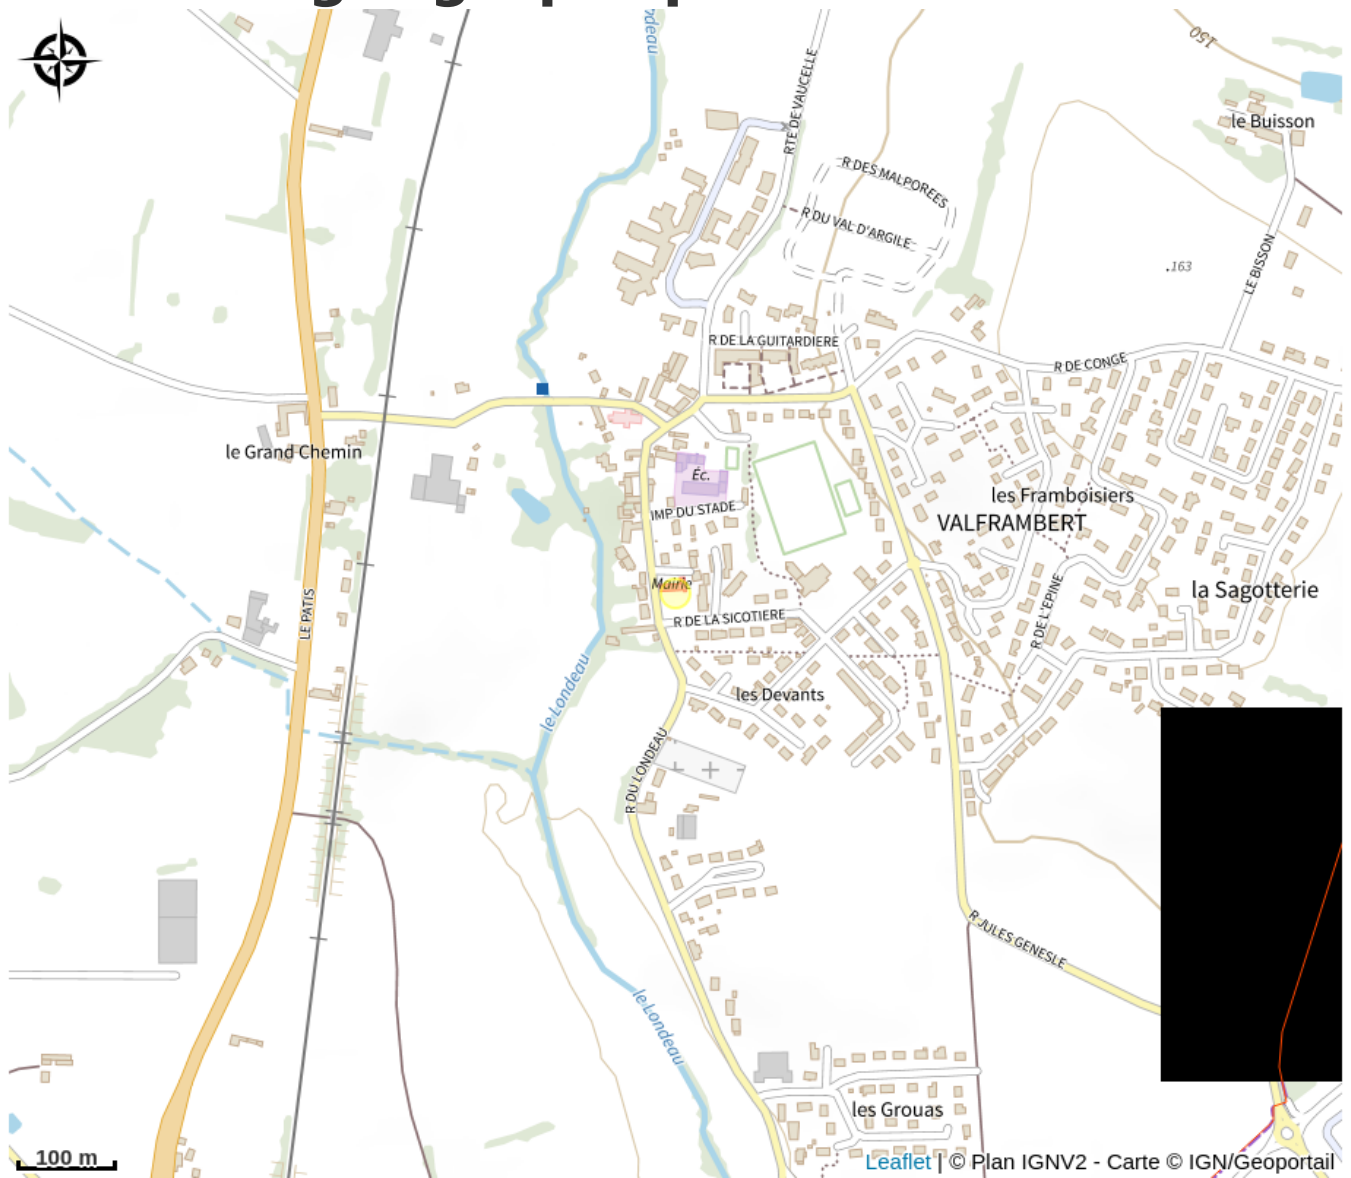 ndeau
150
RTE DE VAUCELLE
le Buisson
R DES MALPOREES
R DU VAL D'ARGILE
LE BISSON
.163
R DE LA GUITARDIERE
R DE CONGE
le Grand Chemin
Éc.
les Framboisiers
IMP DU STADE
VALFRAMBERT
Mairie
la Sagotterie
LE PATIS
R DE L'EPINE
R DE LA SICOTIERE
le Londeau
les Devants
R DU LONDEAU
R JULES GENESLE
le Londeau
les Grouas
100 m
Leaflet | © Plan IGNV2 - Carte © IGN/Geoportail